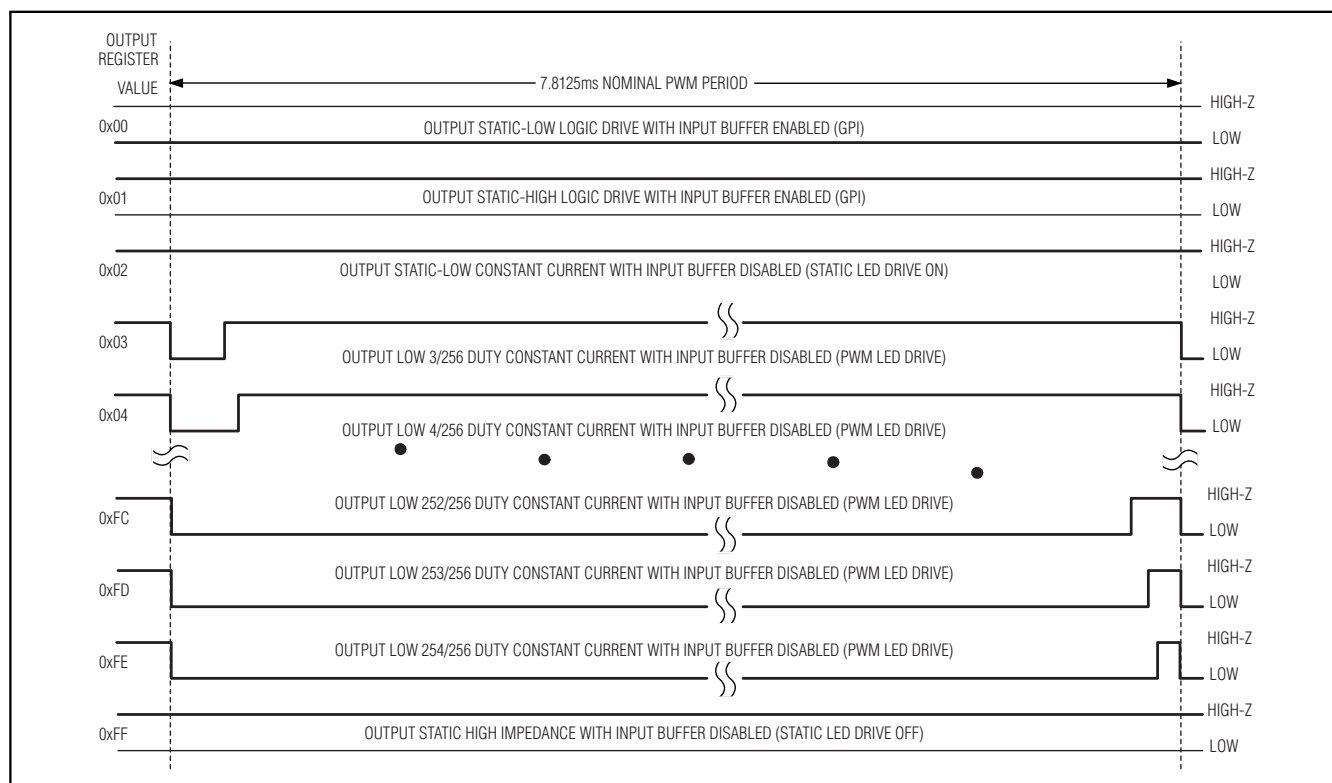 OUTPUT
REGISTER
VALUE
7.8125ms NOMINAL PWM PERIOD
HIGH-Z
0x00
OUTPUT STATIC-LOW LOGIC DRIVE WITH INPUT BUFFER ENABLED (GPI)
LOW
HIGH-Z
0x01
OUTPUT STATIC-HIGH LOGIC DRIVE WITH INPUT BUFFER ENABLED (GPI)
LOW
HIGH-Z
0x02
OUTPUT STATIC-LOW CONSTANT CURRENT WITH INPUT BUFFER DISABLED (STATIC LED DRIVE ON)
LOW
HIGH-Z
0x03
OUTPUT LOW 3/256 DUTY CONSTANT CURRENT WITH INPUT BUFFER DISABLED (PWM LED DRIVE)
LOW
HIGH-Z
0x04
OUTPUT LOW 4/256 DUTY CONSTANT CURRENT WITH INPUT BUFFER DISABLED (PWM LED DRIVE)
LOW
HIGH-Z
0xFC
OUTPUT LOW 252/256 DUTY CONSTANT CURRENT WITH INPUT BUFFER DISABLED (PWM LED DRIVE)
LOW
HIGH-Z
0xFD
OUTPUT LOW 253/256 DUTY CONSTANT CURRENT WITH INPUT BUFFER DISABLED (PWM LED DRIVE)
LOW
HIGH-Z
0xFE
OUTPUT LOW 254/256 DUTY CONSTANT CURRENT WITH INPUT BUFFER DISABLED (PWM LED DRIVE)
LOW
HIGH-Z
0xFF
OUTPUT STATIC HIGH IMPEDANCE WITH INPUT BUFFER DISABLED (STATIC LED DRIVE OFF)
LOW